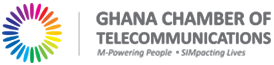 GHANA CHAMBER OF
TELECOMMUNICATIONS
M-Powering People • SIMpacting Lives